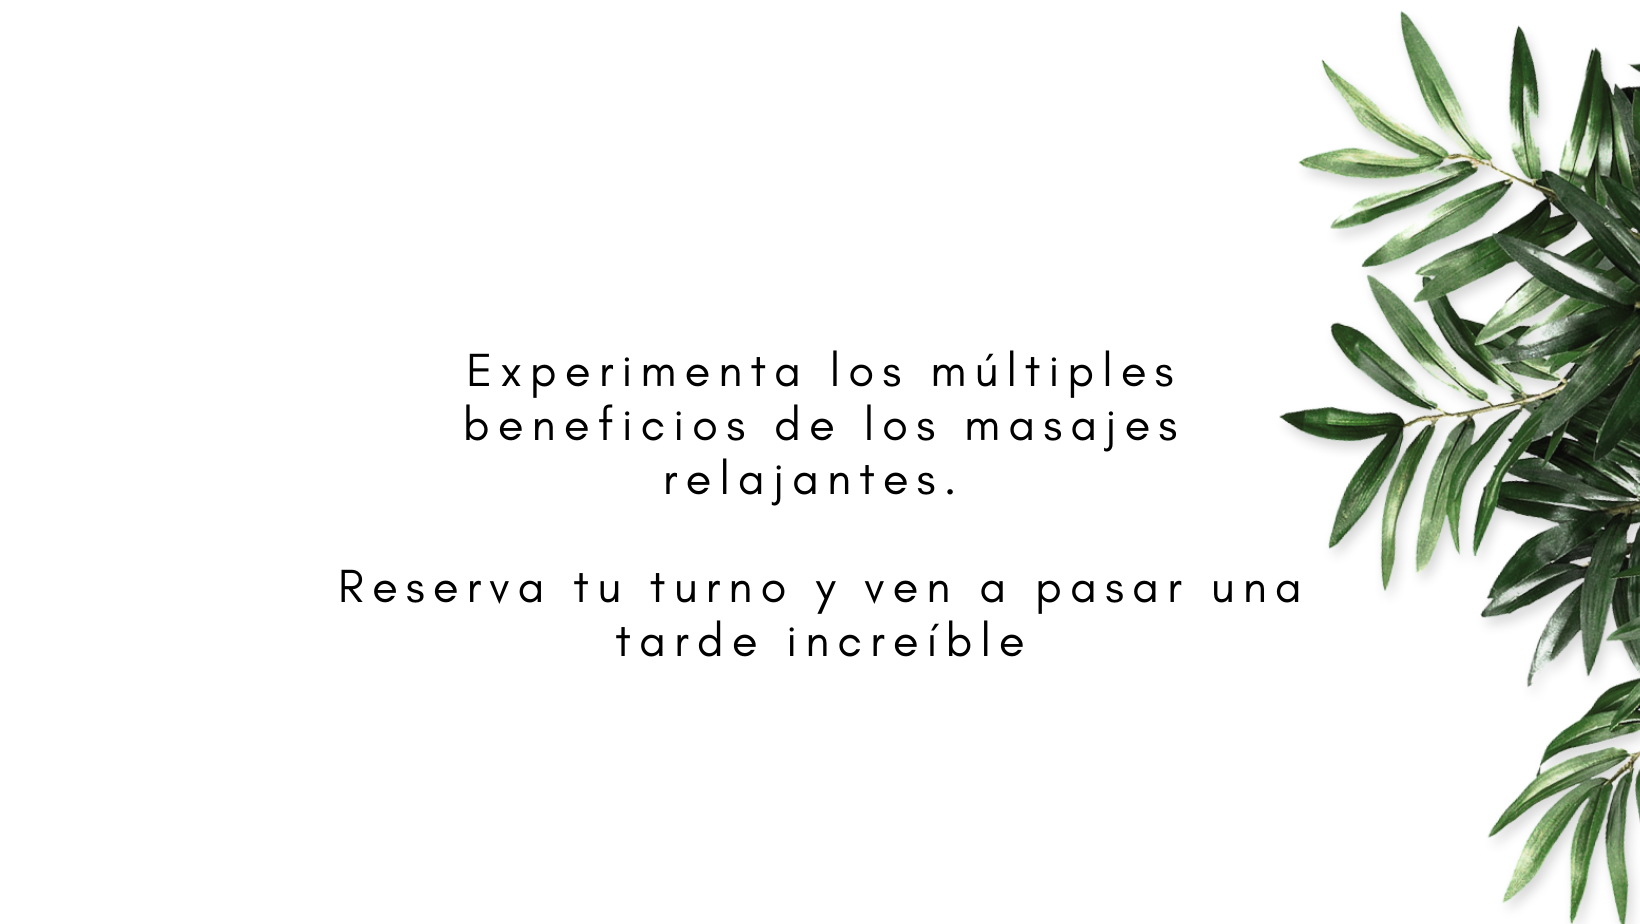 Experimenta los múltiples
beneficios de los masajes
relajantes.
Reserva tu turno y ven a pasar una
tarde increíble